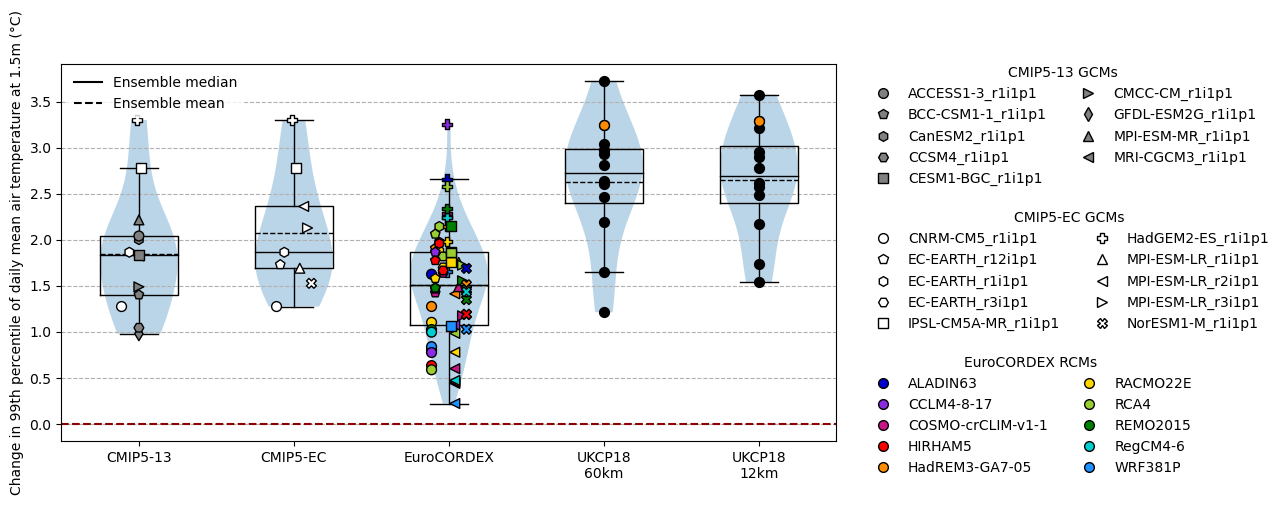 Change in 99th percentile of daily mean air temperature at 1.5m (°C)
Ensemble median
Ensemble mean
3.5
3.0
2.5
2.0
1.5
1.0
0.5
0.0
CMIP5-13
CMIP5-EC
EuroCORDEX
UKCP18
60km
UKCP18
12km
CMIP5-13 GCMs
ACCESS1-3_r1i1p1
BCC-CSM1-1_r1i1p1
CanESM2_r1i1p1
CCSM4_r1i1p1
CESM1-BGC_r1i1p1
CMCC-CM_r1i1p1
GFDL-ESM2G_r1i1p1
MPI-ESM-MR_r1i1p1
MRI-CGCM3_r1i1p1
CMIP5-EC GCMs
CNRM-CM5_r1i1p1
EC-EARTH_r12i1p1
EC-EARTH_r1i1p1
EC-EARTH_r3i1p1
IPSL-CM5A-MR_r1i1p1
HadGEM2-ES_r1i1p1
MPI-ESM-LR_r1i1p1
MPI-ESM-LR_r2i1p1
MPI-ESM-LR_r3i1p1
NorESM1-M_r1i1p1
EuroCORDEX RCMs
ALADIN63
CCLM4-8-17
COSMO-crCLIM-v1-1
HIRHAM5
HadREM3-GA7-05
RACMO22E
RCA4
REMO2015
RegCM4-6
WRF381P